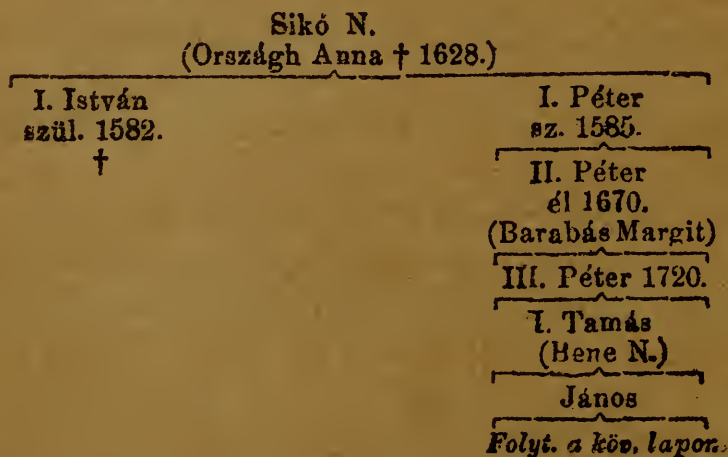 Sikó N.
(Országh Anna † 1628.)
I. István
szül. 1582.
†
I. Péter
sz. 1585.
II. Péter
él 1670.
(Barabás Margit)
III. Péter 1720.
I. Tamás
(Bene N.)
János
Folyt. a köv. lapon.